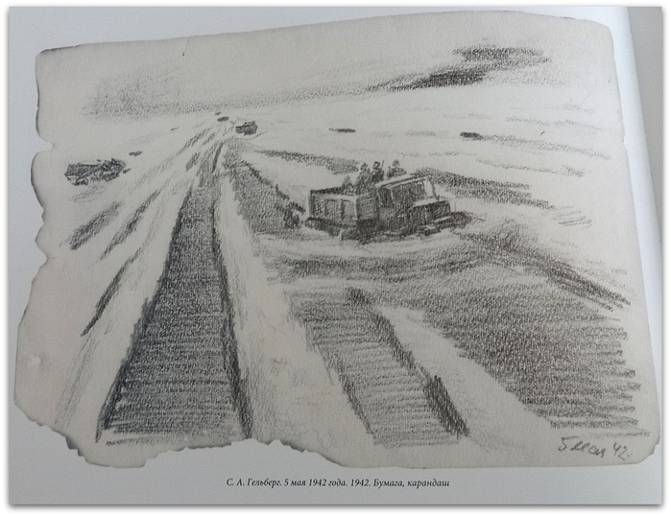 5 мая 42 г.
С. А. Гельберг. 5 мая 1942 года. 1942. Бумага, карандаш